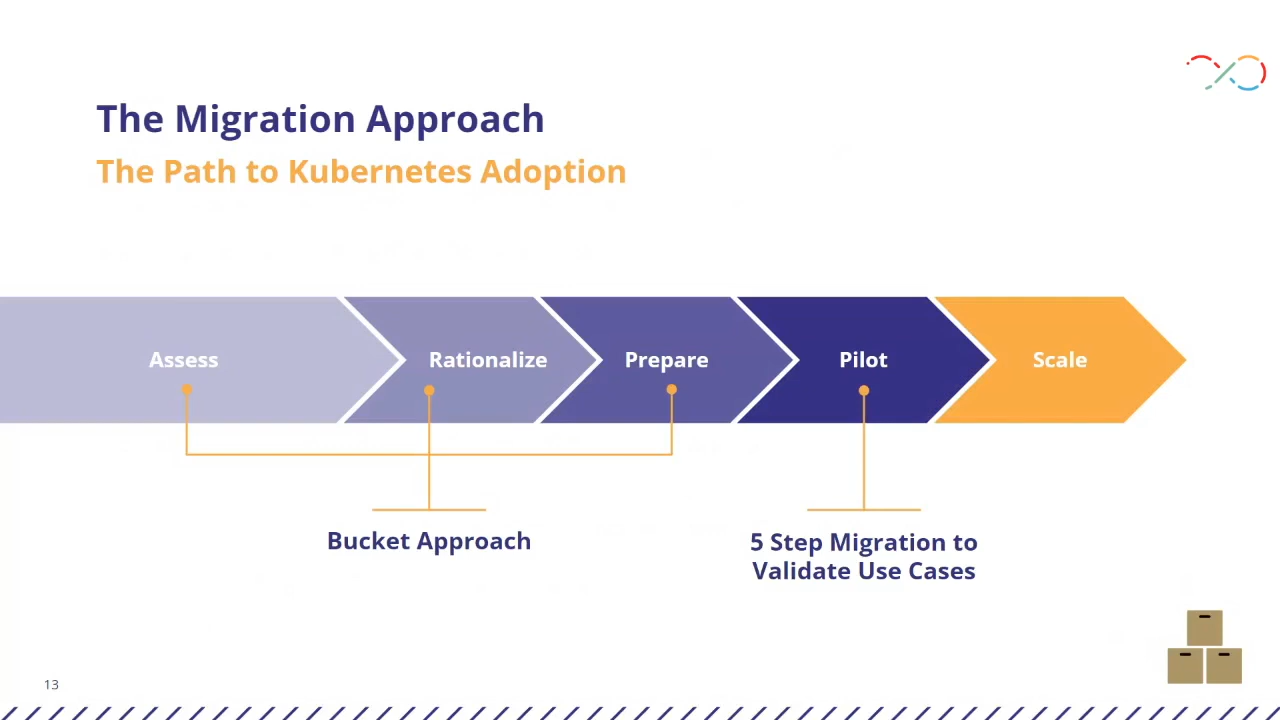 The Migration Approach
The Path to Kubernetes Adoption
Assess
Rationalize
Prepare
Pilot
Scale
Bucket Approach
5 Step Migration to
Validate Use Cases
13